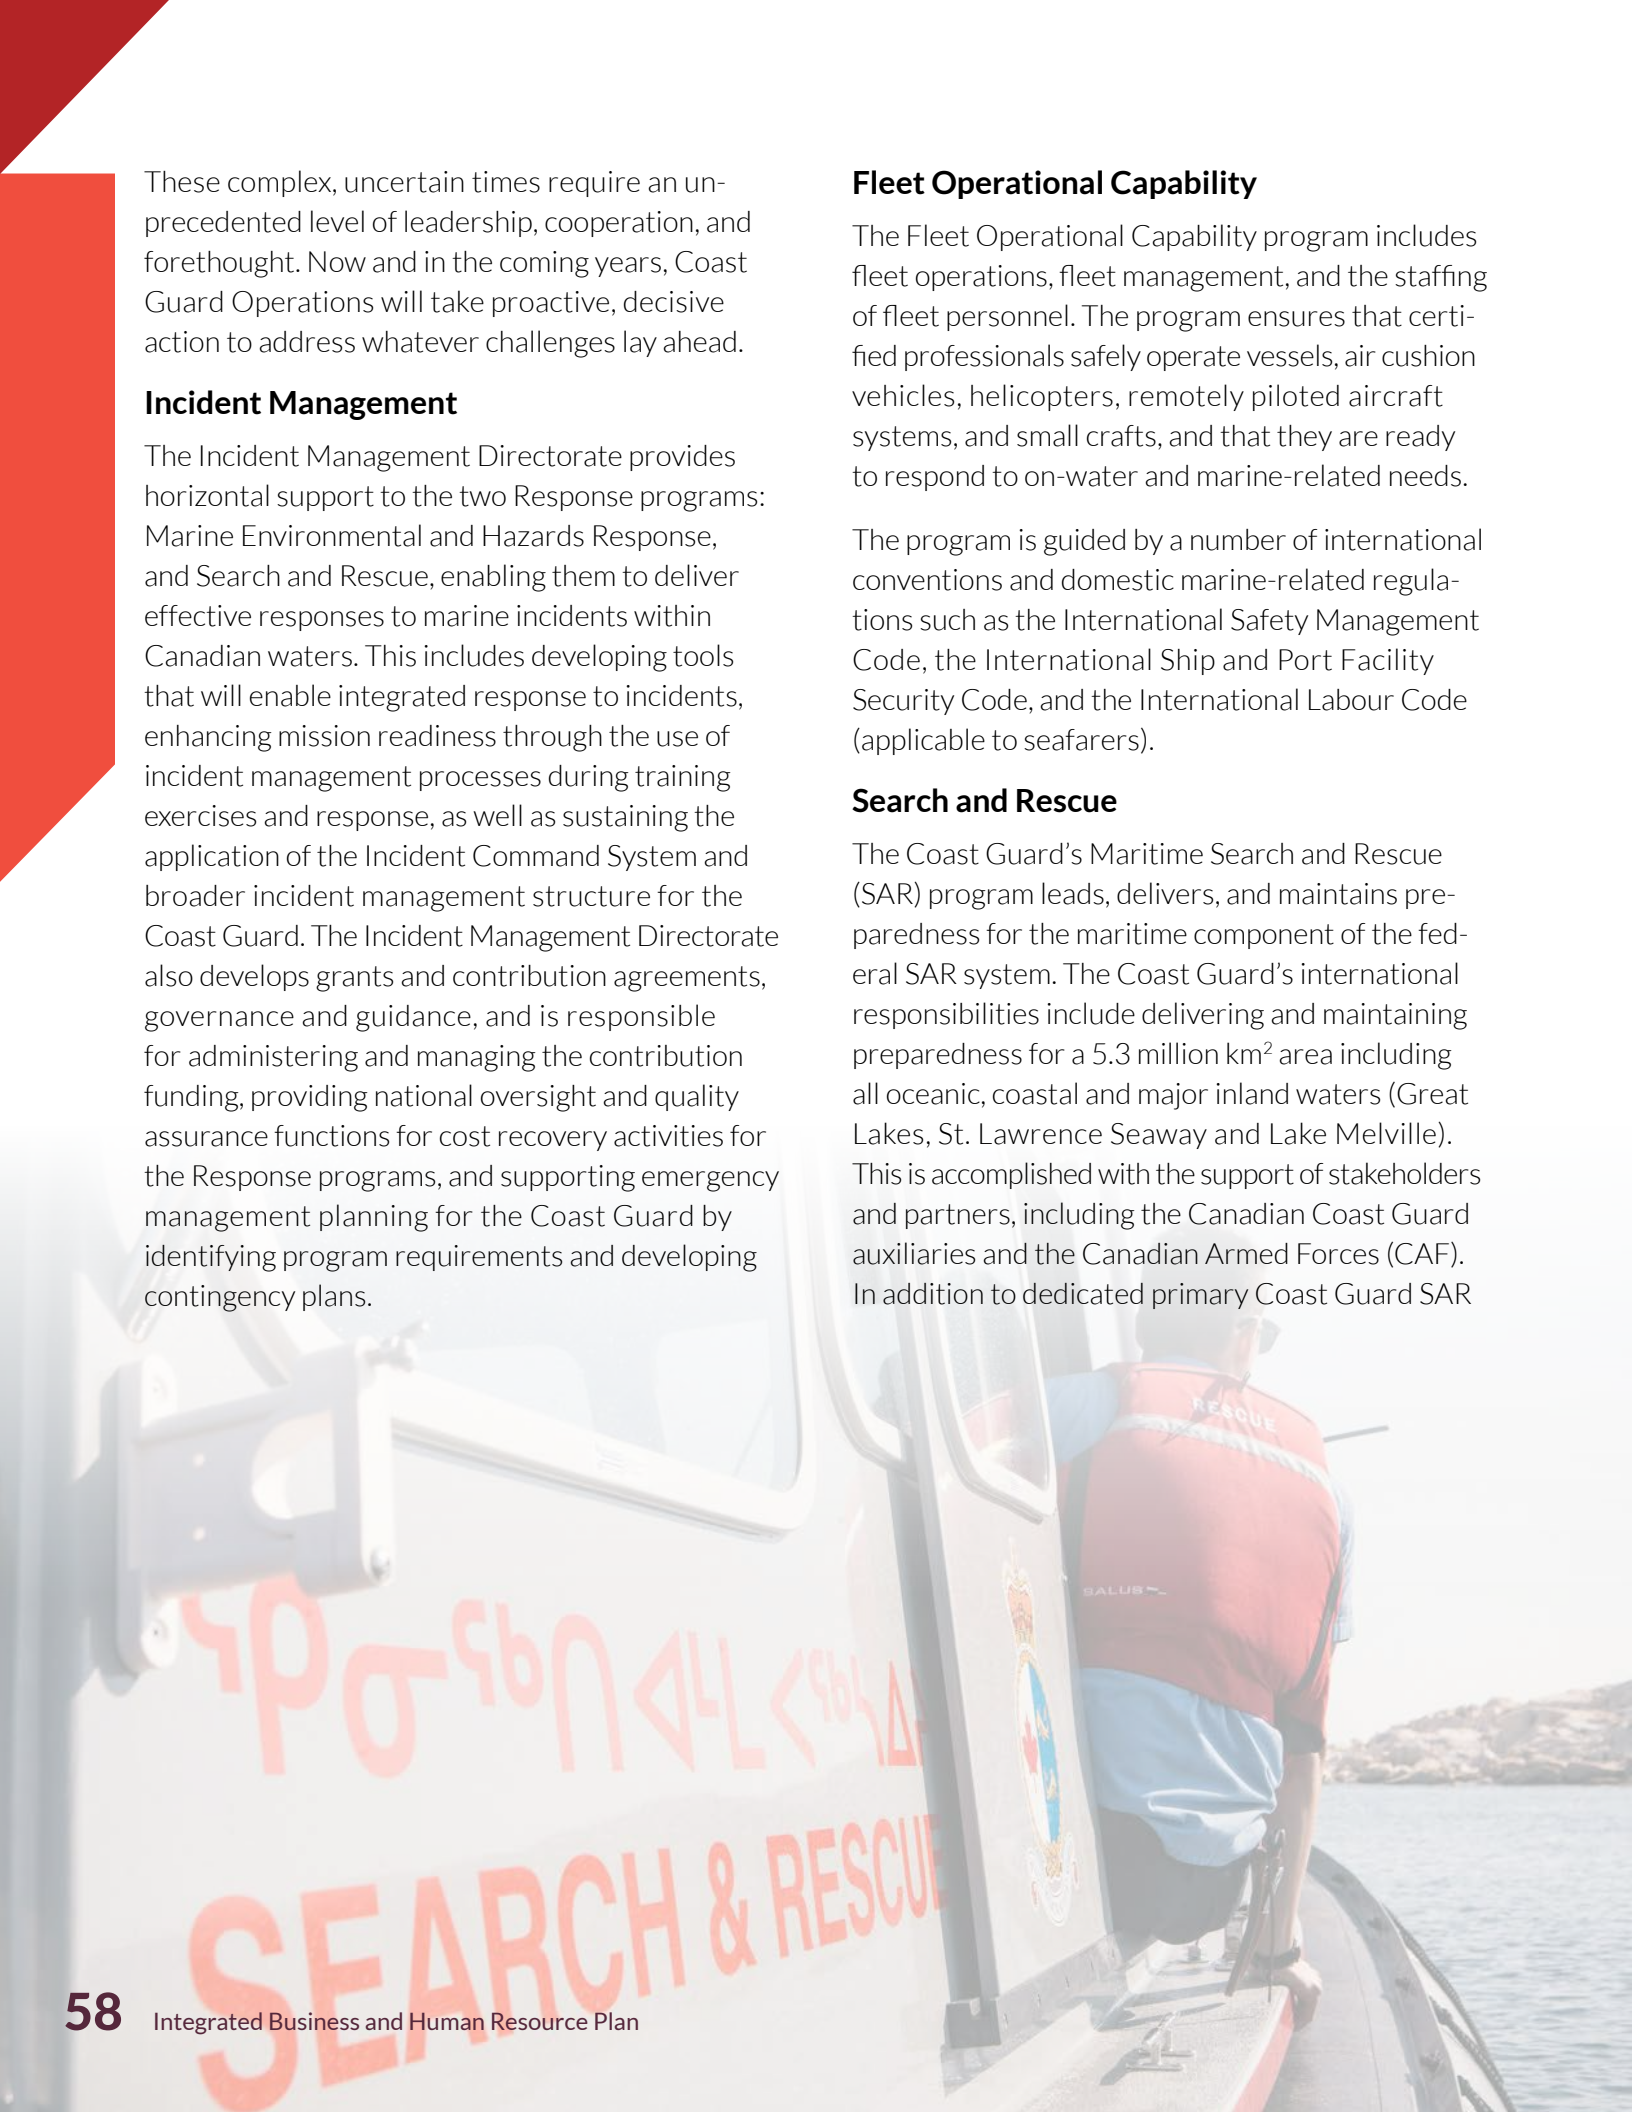 These complex, uncertain times require an un-
precedented level of leadership, cooperation, and
forethought. Now and in the coming years, Coast
Guard Operations will take proactive, decisive
action to address whatever challenges lay ahead.
Incident Management
The Incident Management Directorate provides
horizontal support to the two Response programs:
Marine Environmental and Hazards Response,
and Search and Rescue, enabling them to deliver
effective responses to marine incidents within
Canadian waters. This includes developing tools
that will enable integrated response to incidents,
enhancing mission readiness through the use of
incident management processes during training
exercises and response, as well as sustaining the
application of the Incident Command System and
broader incident management structure for the
Coast Guard. The Incident Management Directorate
also develops grants and contribution agreements,
governance and guidance, and is responsible
for administering and managing the contribution
funding, providing national oversight and quality
assurance functions for cost recovery activities for
the Response programs, and supporting emergency
management planning for the Coast Guard by
identifying program requirements and developing
contingency plans.
Fleet Operational Capability
The Fleet Operational Capability program includes
fleet operations, fleet management, and the staffing
of fleet personnel. The program ensures that certi-
fied professionals safely operate vessels, air cushion
vehicles, helicopters, remotely piloted aircraft
systems, and small crafts, and that they are ready
to respond to on-water and marine-related needs.
The program is guided by a number of international
conventions and domestic marine-related regula-
tions such as the International Safety Management
Code, the International Ship and Port Facility
Security Code, and the International Labour Code
(applicable to seafarers).
Search and Rescue
The Coast Guard's Maritime Search and Rescue
(SAR) program leads, delivers, and maintains pre-
paredness for the maritime component of the fed-
eral SAR system. The Coast Guard's international
responsibilities include delivering and maintaining
preparedness for a 5.3 million km² area including
all oceanic, coastal and major inland waters (Great
Lakes, St. Lawrence Seaway and Lake Melville).
This is accomplished with the support of stakeholders
and partners, including the Canadian Coast Guard
auxiliaries and the Canadian Armed Forces (CAF).
In addition to dedicated primary Coast Guard SAR
RESCUE
SALUS
SEARCH & RESCUE
58 Integrated Business and Human Resource Plan